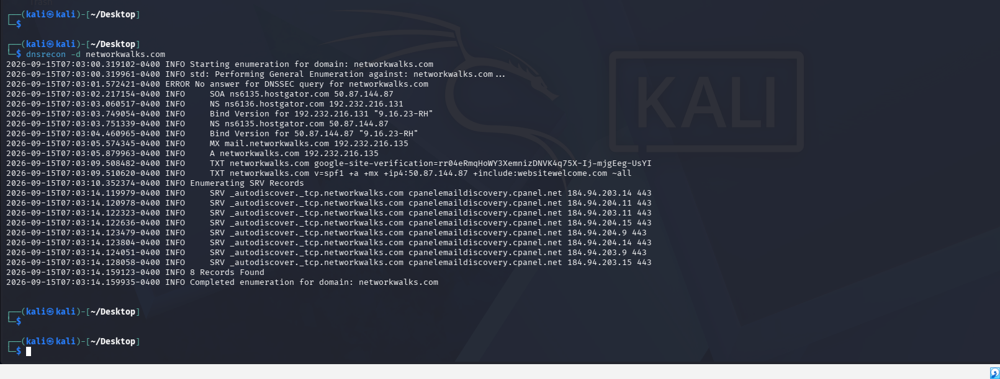 Trash
┌──(kali㉿kali)-[~/Desktop]
└─$
┌──(kali㉿kali)-[~/Desktop]
└─$ dnsrecon -d networkwalks.com
2026-09-15T07:03:00.319102-0400 INFO Starting enumeration for domain: networkwalks.com
2026-09-15T07:03:00.319961-0400 INFO std: Performing General Enumeration against: networkwalks.com...
2026-09-15T07:03:01.572421-0400 ERROR No answer for DNSSEC query for networkwalks.com
2026-09-15T07:03:02.217154-0400 INFO     SOA ns6135.hostgator.com 50.87.144.87
2026-09-15T07:03:03.060517-0400 INFO     NS ns6136.hostgator.com 192.232.216.131
2026-09-15T07:03:03.749054-0400 INFO     Bind Version for 192.232.216.131 "9.16.23-RH"
2026-09-15T07:03:03.751339-0400 INFO     NS ns6135.hostgator.com 50.87.144.87
2026-09-15T07:03:04.460965-0400 INFO     Bind Version for 50.87.144.87 "9.16.23-RH"
2026-09-15T07:03:05.574345-0400 INFO     MX mail.networkwalks.com 192.232.216.135
2026-09-15T07:03:05.879963-0400 INFO     A networkwalks.com 192.232.216.135
2026-09-15T07:03:09.508482-0400 INFO     TXT networkwalks.com google-site-verification=rr04eRmqHoWY3XemnizDNVK4q75X-Ij-mjgEeg-UsYI
2026-09-15T07:03:09.510620-0400 INFO     TXT networkwalks.com v=spf1 +a +mx +ip4:50.87.144.87 +include:websitewelcome.com ~all
2026-09-15T07:03:10.352374-0400 INFO Enumerating SRV Records
2026-09-15T07:03:14.119979-0400 INFO     SRV _autodiscover._tcp.networkwalks.com cpanelemaildiscovery.cpanel.net 184.94.203.14 443
2026-09-15T07:03:14.120978-0400 INFO     SRV _autodiscover._tcp.networkwalks.com cpanelemaildiscovery.cpanel.net 184.94.204.11 443
2026-09-15T07:03:14.122323-0400 INFO     SRV _autodiscover._tcp.networkwalks.com cpanelemaildiscovery.cpanel.net 184.94.203.11 443
2026-09-15T07:03:14.122636-0400 INFO     SRV _autodiscover._tcp.networkwalks.com cpanelemaildiscovery.cpanel.net 184.94.204.15 443
2026-09-15T07:03:14.123479-0400 INFO     SRV _autodiscover._tcp.networkwalks.com cpanelemaildiscovery.cpanel.net 184.94.204.9 443
2026-09-15T07:03:14.123804-0400 INFO     SRV _autodiscover._tcp.networkwalks.com cpanelemaildiscovery.cpanel.net 184.94.204.14 443
2026-09-15T07:03:14.124051-0400 INFO     SRV _autodiscover._tcp.networkwalks.com cpanelemaildiscovery.cpanel.net 184.94.203.9 443
2026-09-15T07:03:14.128058-0400 INFO     SRV _autodiscover._tcp.networkwalks.com cpanelemaildiscovery.cpanel.net 184.94.203.15 443
2026-09-15T07:03:14.159123-0400 INFO 8 Records Found
2026-09-15T07:03:14.159935-0400 INFO Completed enumeration for domain: networkwalks.com
┌──(kali㉿kali)-[~/Desktop]
└─$
┌──(kali㉿kali)-[~/Desktop]
└─$
KALI